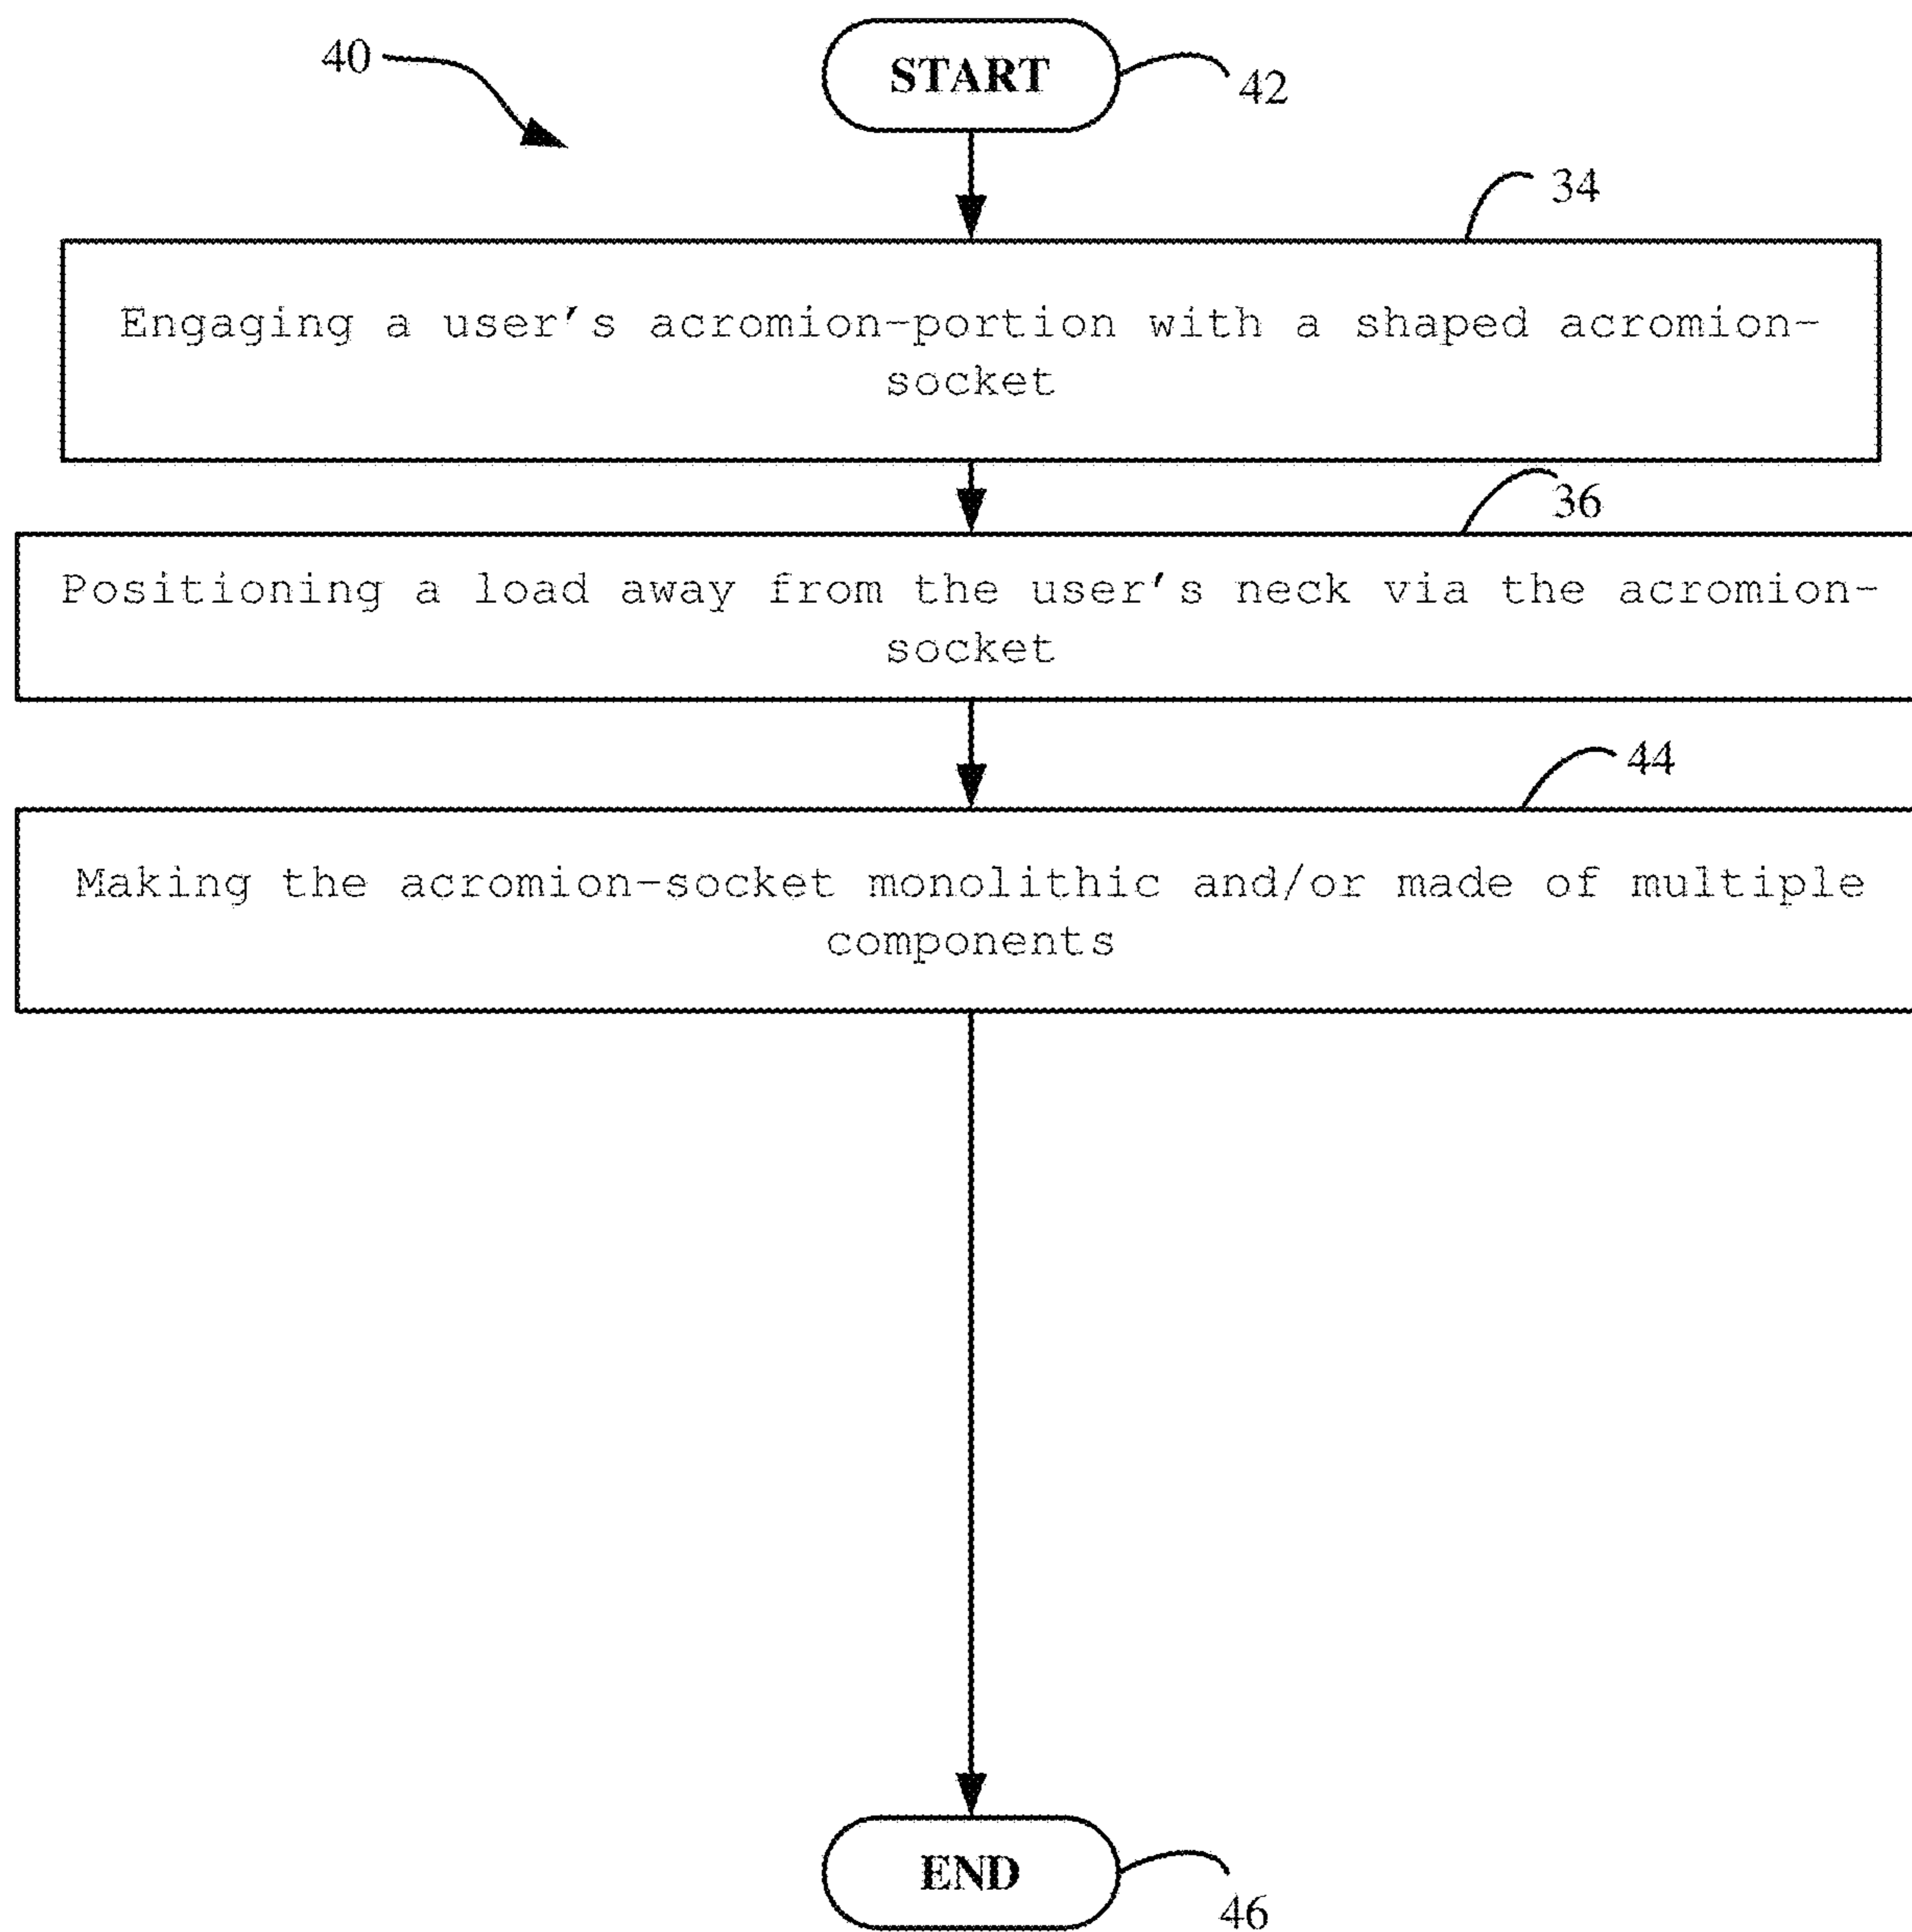 40
START
42
34
Engaging a user's acromion-portion with a shaped acromion-
socket
36
Positioning a load away from the user's neck via the acromion-
socket
44
Making the acromion-socket monolithic and/or made of multiple
components
END
46